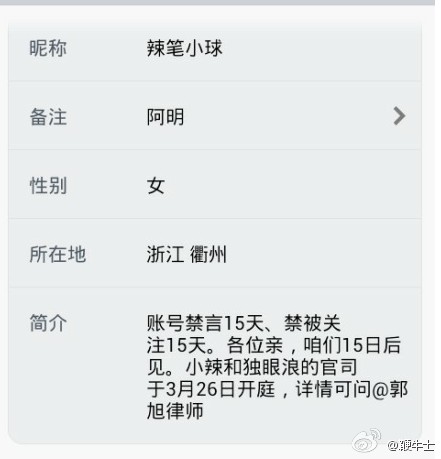 昵称 辣笔小球
备注 阿明
性别 女
所在地 浙江 衢州
简介 账号禁言15天、禁被关
注15天。各位亲，咱们15日后
见。小辣和独眼浪的官司
于3月26日开庭，详情可问@郭
旭律师
@鞭牛士